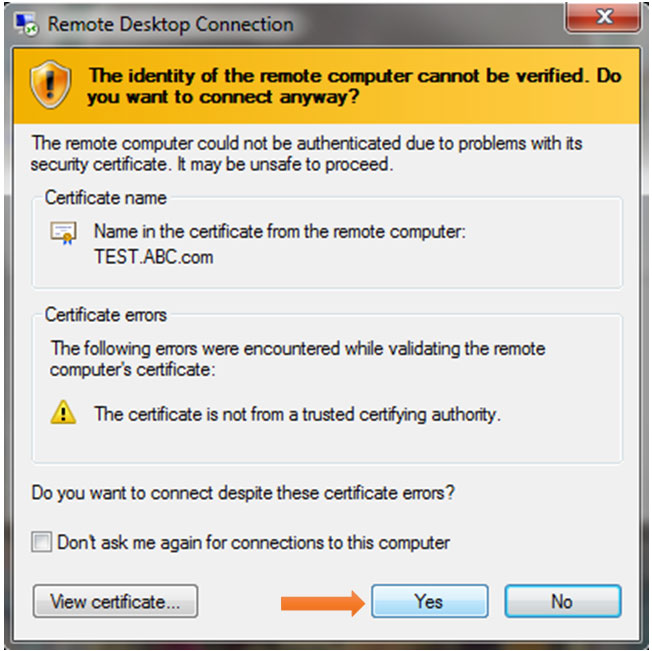 Remote Desktop Connection
The identity of the remote computer cannot be verified. Do
you want to connect anyway?
The remote computer could not be authenticated due to problems with its
security certificate. It may be unsafe to proceed.
Certificate name
Name in the certificate from the remote computer:
TEST.ABC.com
Certificate errors
The following errors were encountered while validating the remote
computer's certificate:
The certificate is not from a trusted certifying authority.
Do you want to connect despite these certificate errors?
Don't ask me again for connections to this computer
View certificate... Yes No